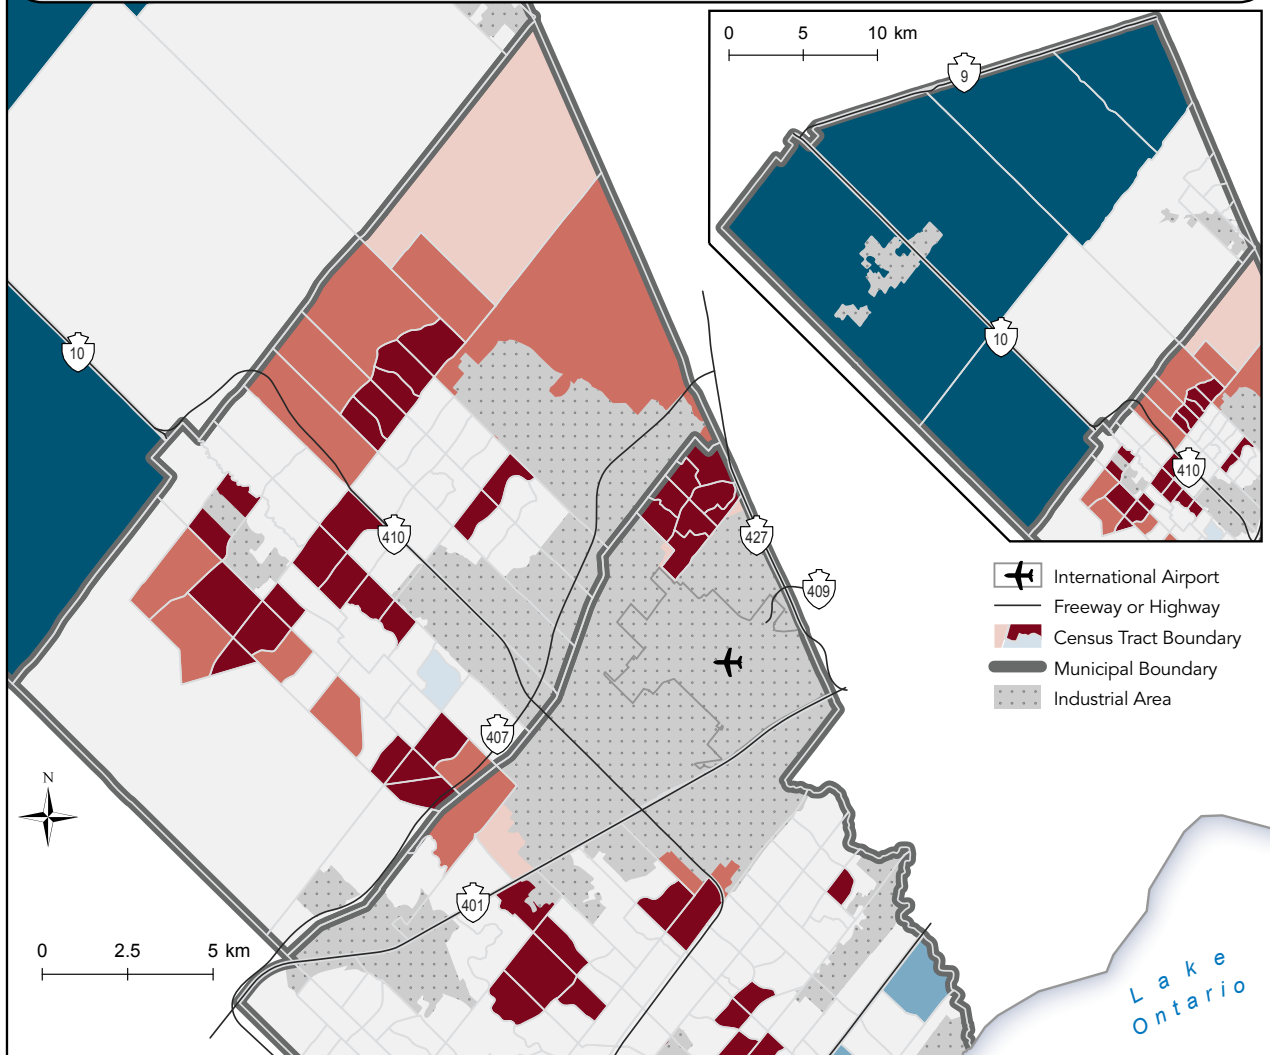 0 5 10 km
9
10
410
10
410
427
409
407
401
International Airport
Freeway or Highway
Census Tract Boundary
Municipal Boundary
Industrial Area
N
0 2.5 5 km
Lake
Ontario